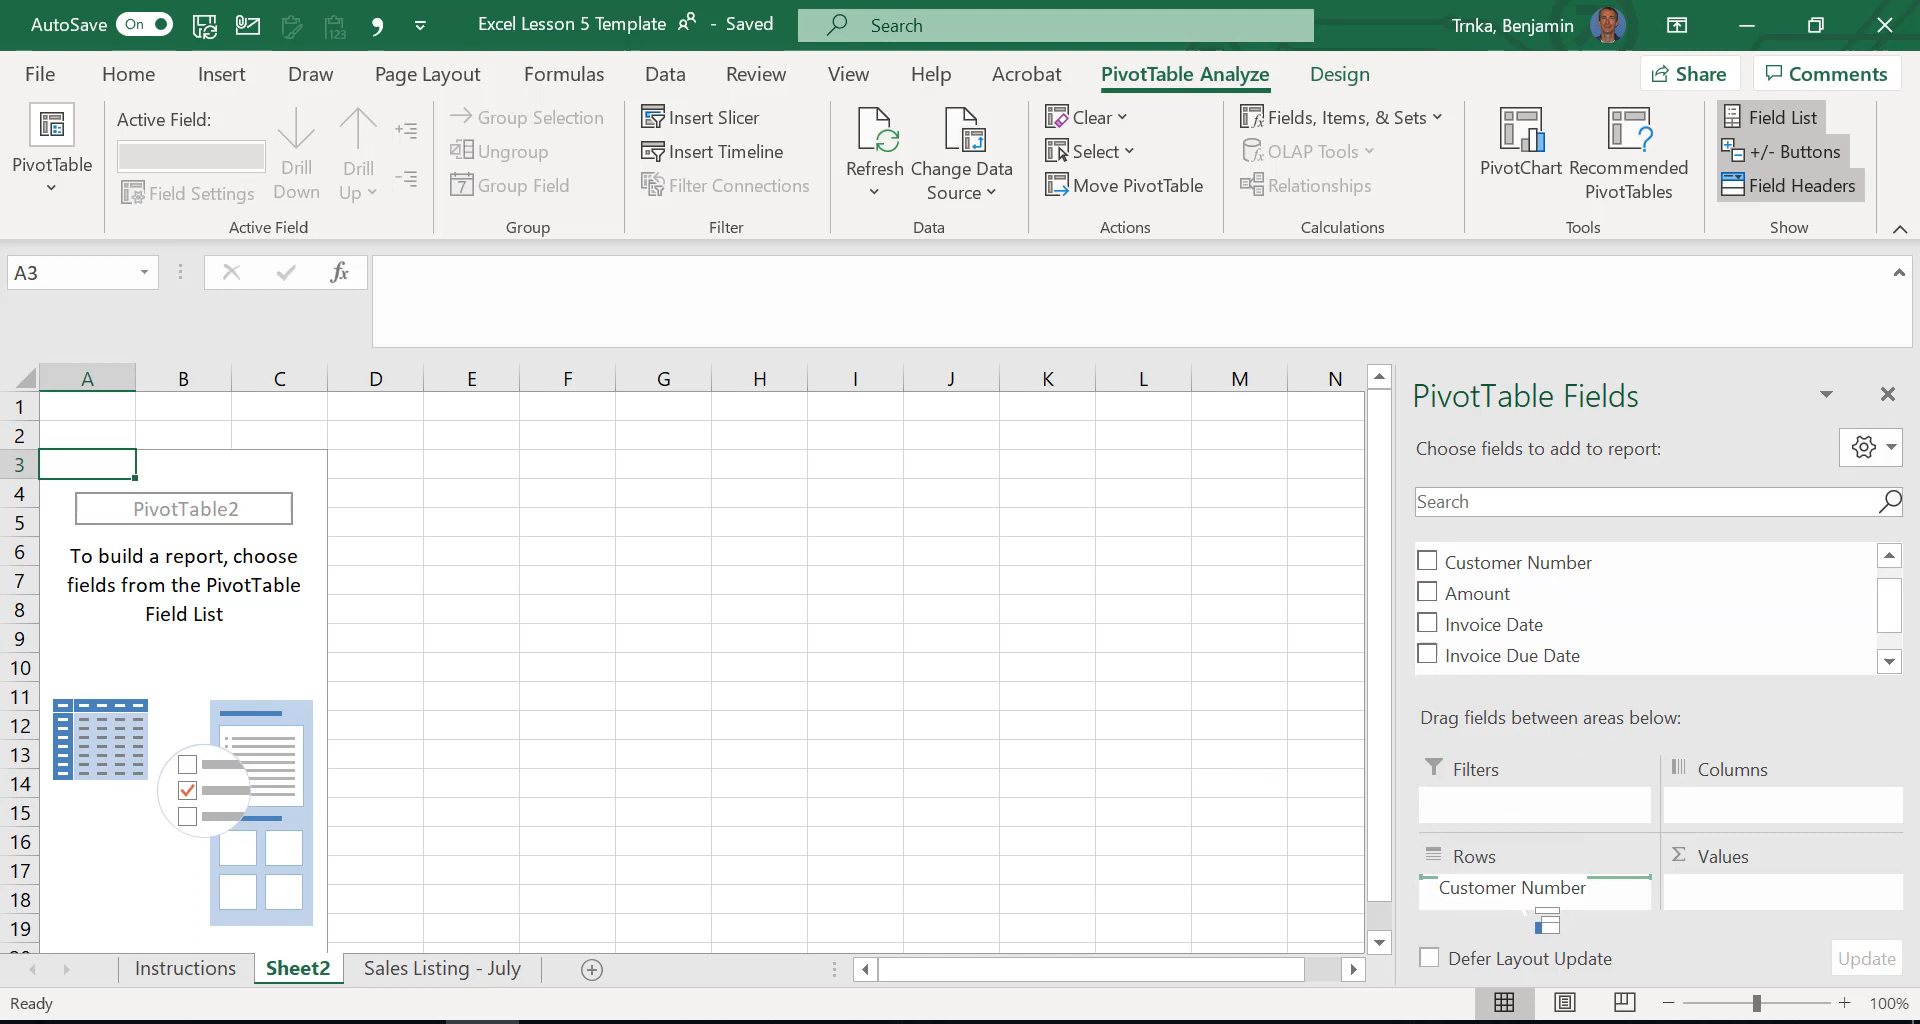 AutoSave On
Excel Lesson 5 Template - Saved
Search
Trnka, Benjamin
File Home Insert Draw Page Layout Formulas Data Review View Help Acrobat PivotTable Analyze Design
Share Comments
PivotTable
Active Field:
Field Settings
Drill Down
Drill Up
Active Field
Group Selection
Ungroup
7 Group Field
Group
Insert Slicer
Insert Timeline
Filter Connections
Filter
Refresh
Change Data Source
Data
Clear
Select
Move PivotTable
Actions
Fields, Items, & Sets
OLAP Tools
Relationships
Calculations
PivotChart
Recommended PivotTables
Tools
Field List
+/- Buttons
Field Headers
Show
A3
fx
A B C D E F G H I J K L M N
1
2
3
4
5
6
7
8
9
10
11
12
13
14
15
16
17
18
19
PivotTable2
To build a report, choose
fields from the PivotTable
Field List
PivotTable Fields
Choose fields to add to report:
Search
Customer Number
Amount
Invoice Date
Invoice Due Date
Drag fields between areas below:
Filters
Columns
Rows
Σ Values
Customer Number
Defer Layout Update
Update
Instructions Sheet2 Sales Listing - July
Ready
100%